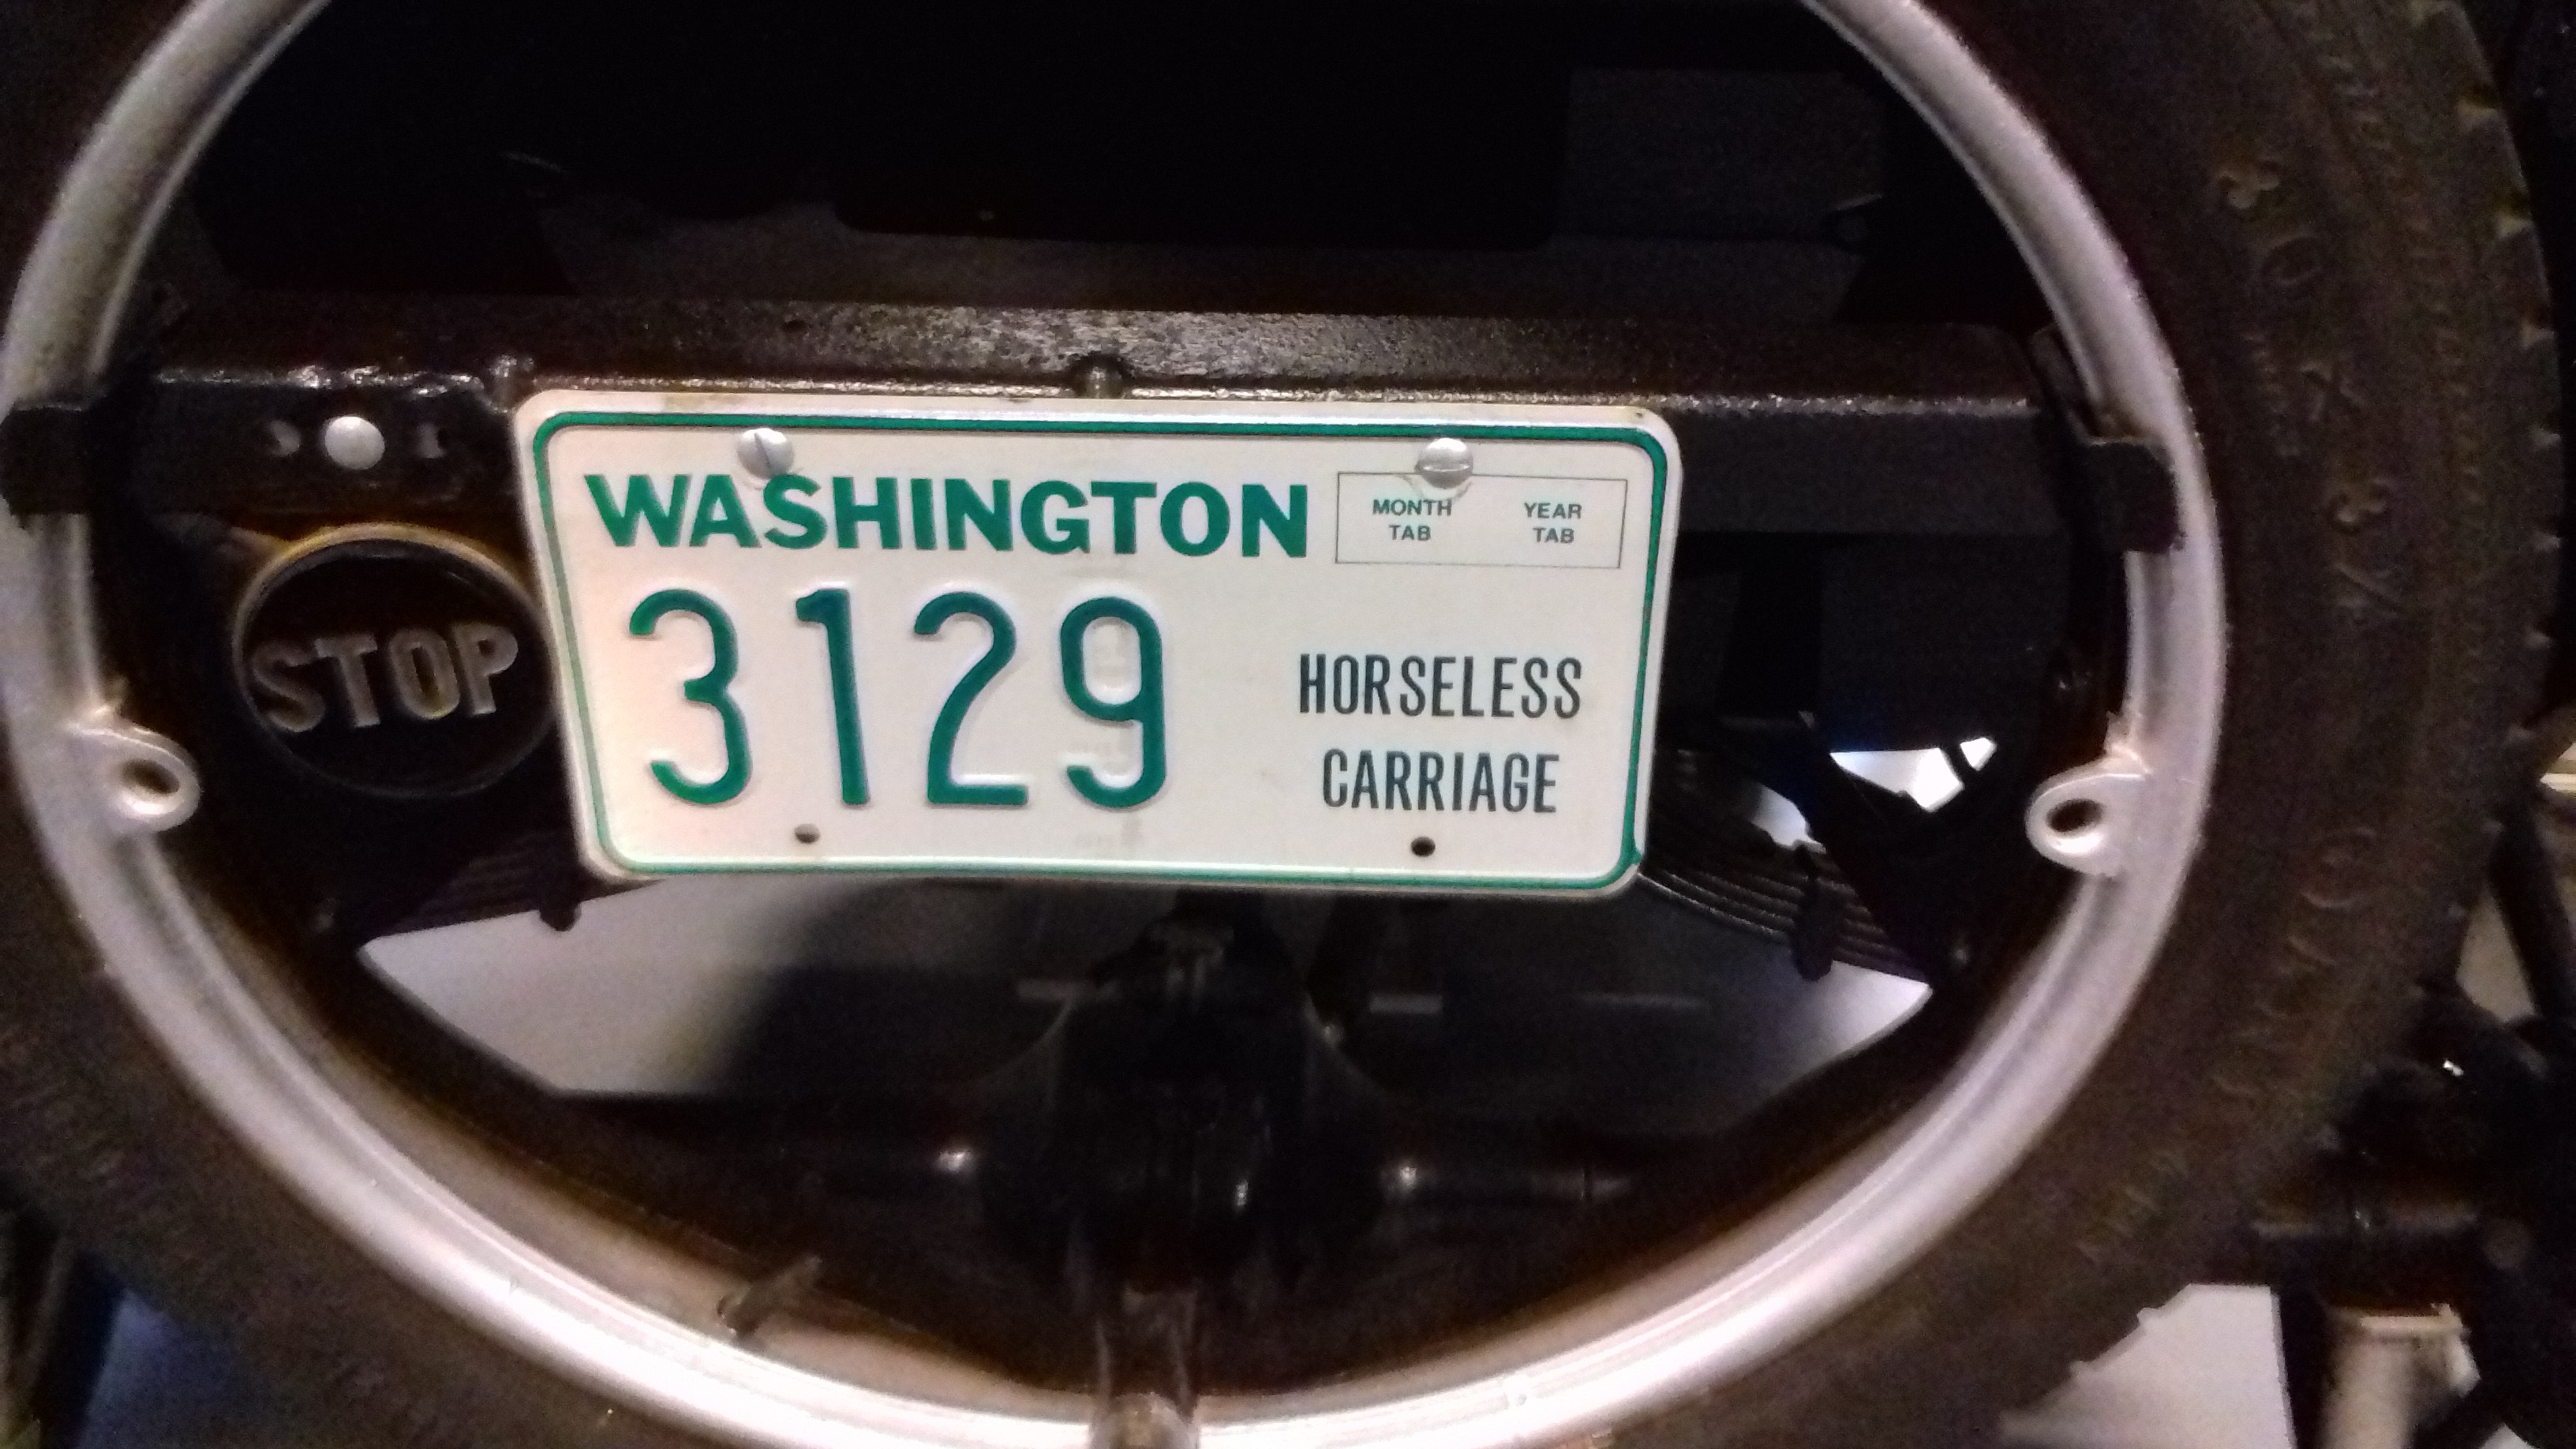 WASHINGTON
MONTH TAB
YEAR TAB
STOP
3129
HORSELESS
CARRIAGE